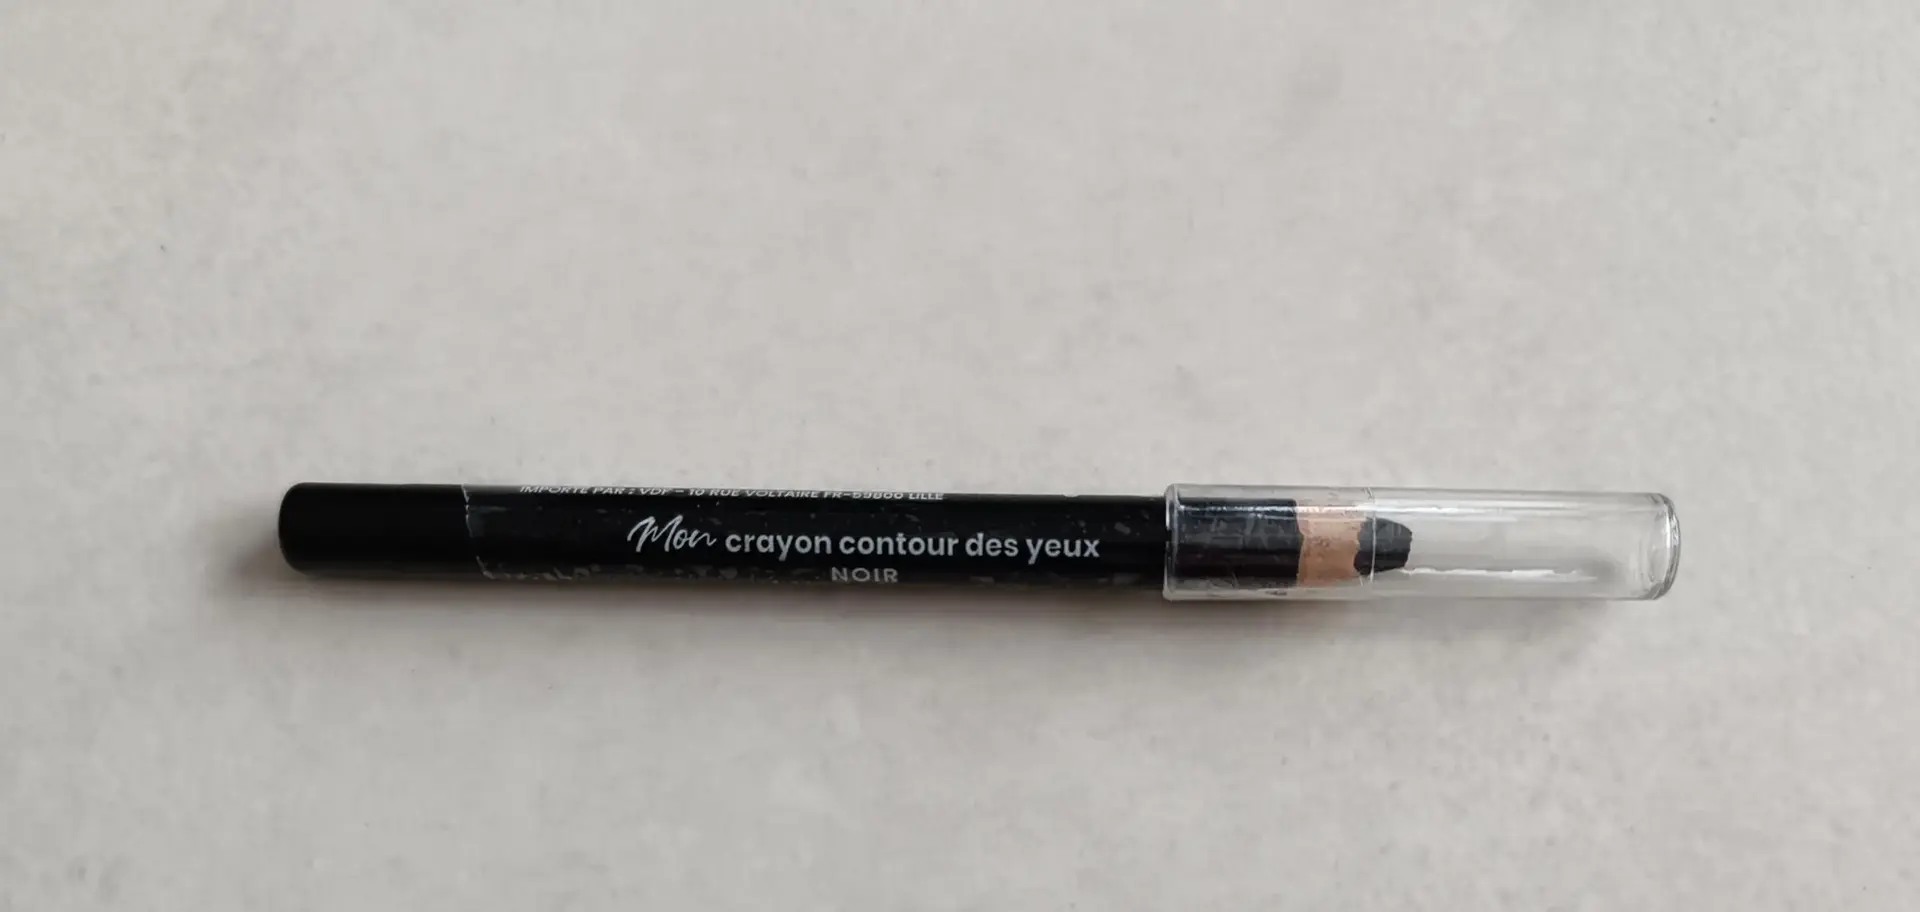 IMPORTÉ PAR : VDF - 10 RUE VOLTAIRE FR-59800 LILLE
Mon crayon contour des yeux
NOIR